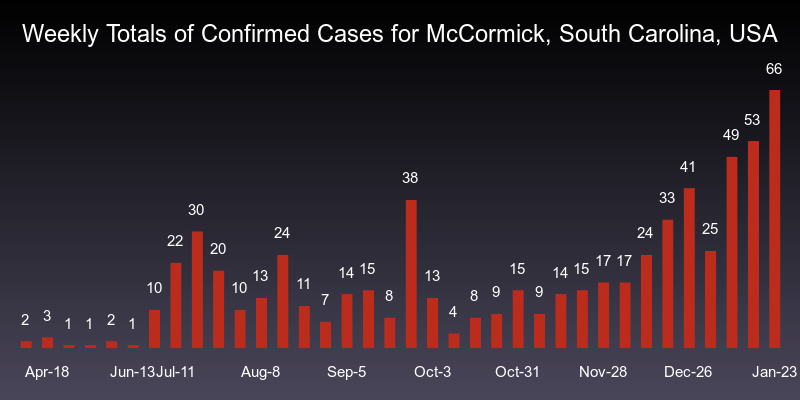 Weekly Totals of Confirmed Cases for McCormick, South Carolina, USA
2 3 1 1 2 1 10 22 30 20 10 13 24 11 7 14 15 8 38 13 4 8 9 15 9 14 15 17 17 24 33 41 25 49 53 66
Apr-18 Jun-13 Jul-11 Aug-8 Sep-5 Oct-3 Oct-31 Nov-28 Dec-26 Jan-23